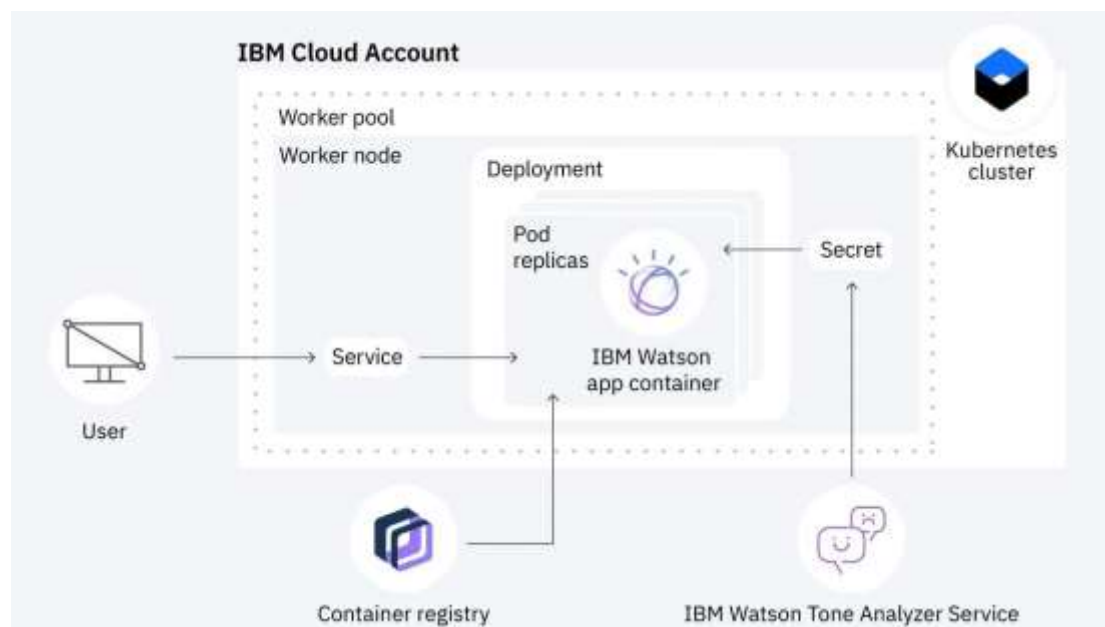 IBM Cloud Account
Worker pool
Worker node
Kubernetes
cluster
Deployment
Pod
replicas
Secret
Service
IBM Watson
app container
User
Container registry
IBM Watson Tone Analyzer Service